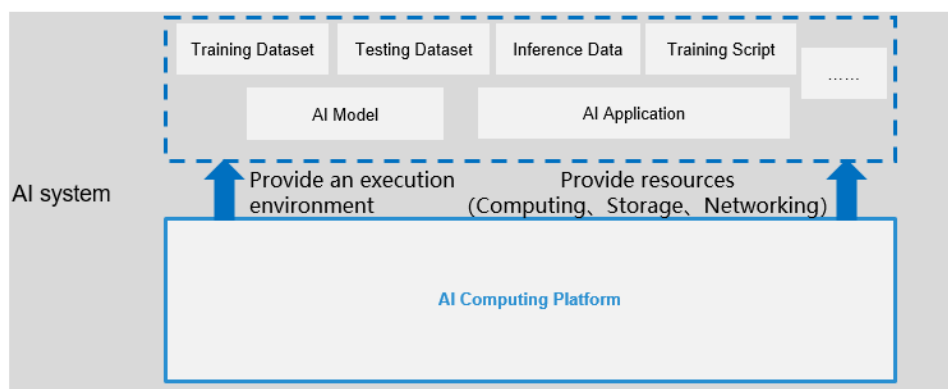 Training Dataset
Testing Dataset
Inference Data
Training Script
……
AI Model
AI Application
AI system
Provide an execution
environment
Provide resources
(Computing、Storage、Networking)
AI Computing Platform